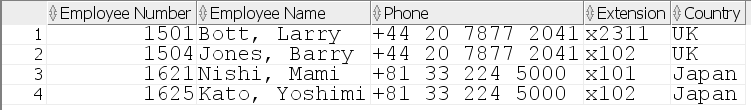 Employee Number Employee Name Phone Extension Country
1 1501 Bott, Larry +44 20 7877 2041 x2311 UK
2 1504 Jones, Barry +44 20 7877 2041 x102 UK
3 1621 Nishi, Mami +81 33 224 5000 x101 Japan
4 1625 Kato, Yoshimi +81 33 224 5000 x102 Japan